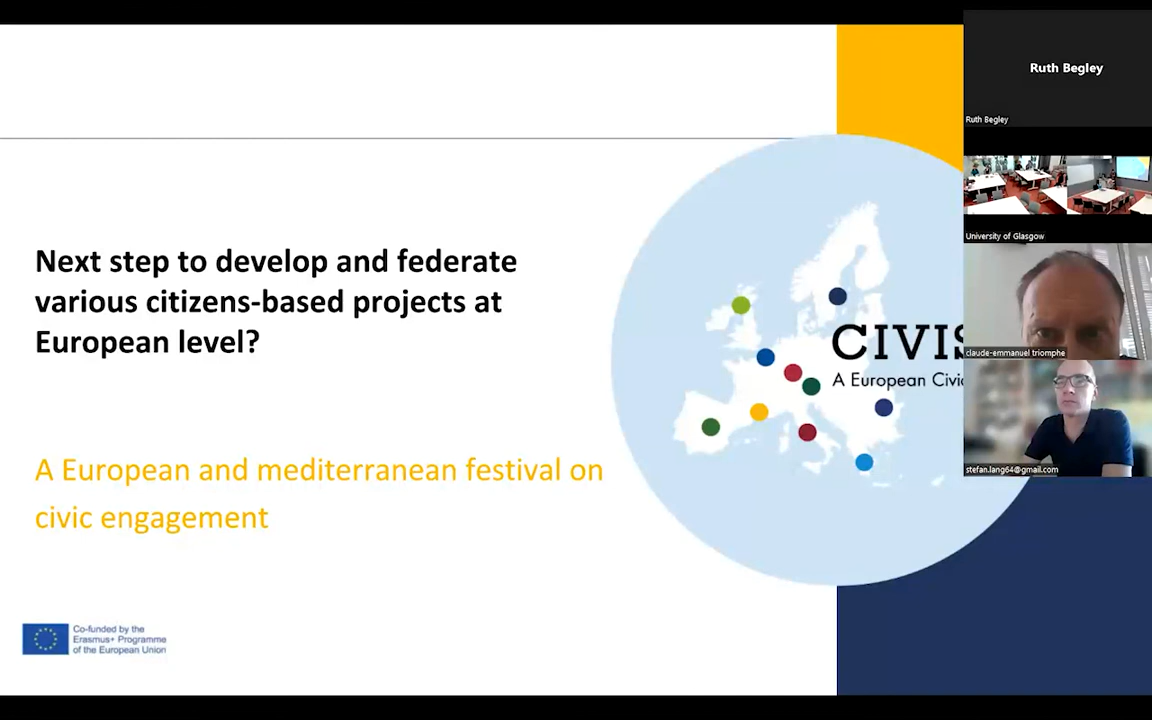 Next step to develop and federate
various citizens-based projects at
European level?
A European and mediterranean festival on
civic engagement
Co-funded by the
Erasmus+ Programme
of the European Union
CIVIS
A European Civic
Ruth Begley
Ruth Begley
University of Glasgow
claude-emmanuel triomphe
stefan.lang64@gmail.com